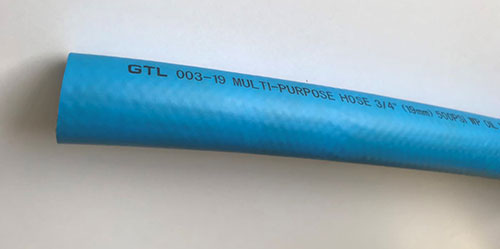 GTL 003-19 MULTI-PURPOSE HOSE 3/4" (19mm) 500PSI WP